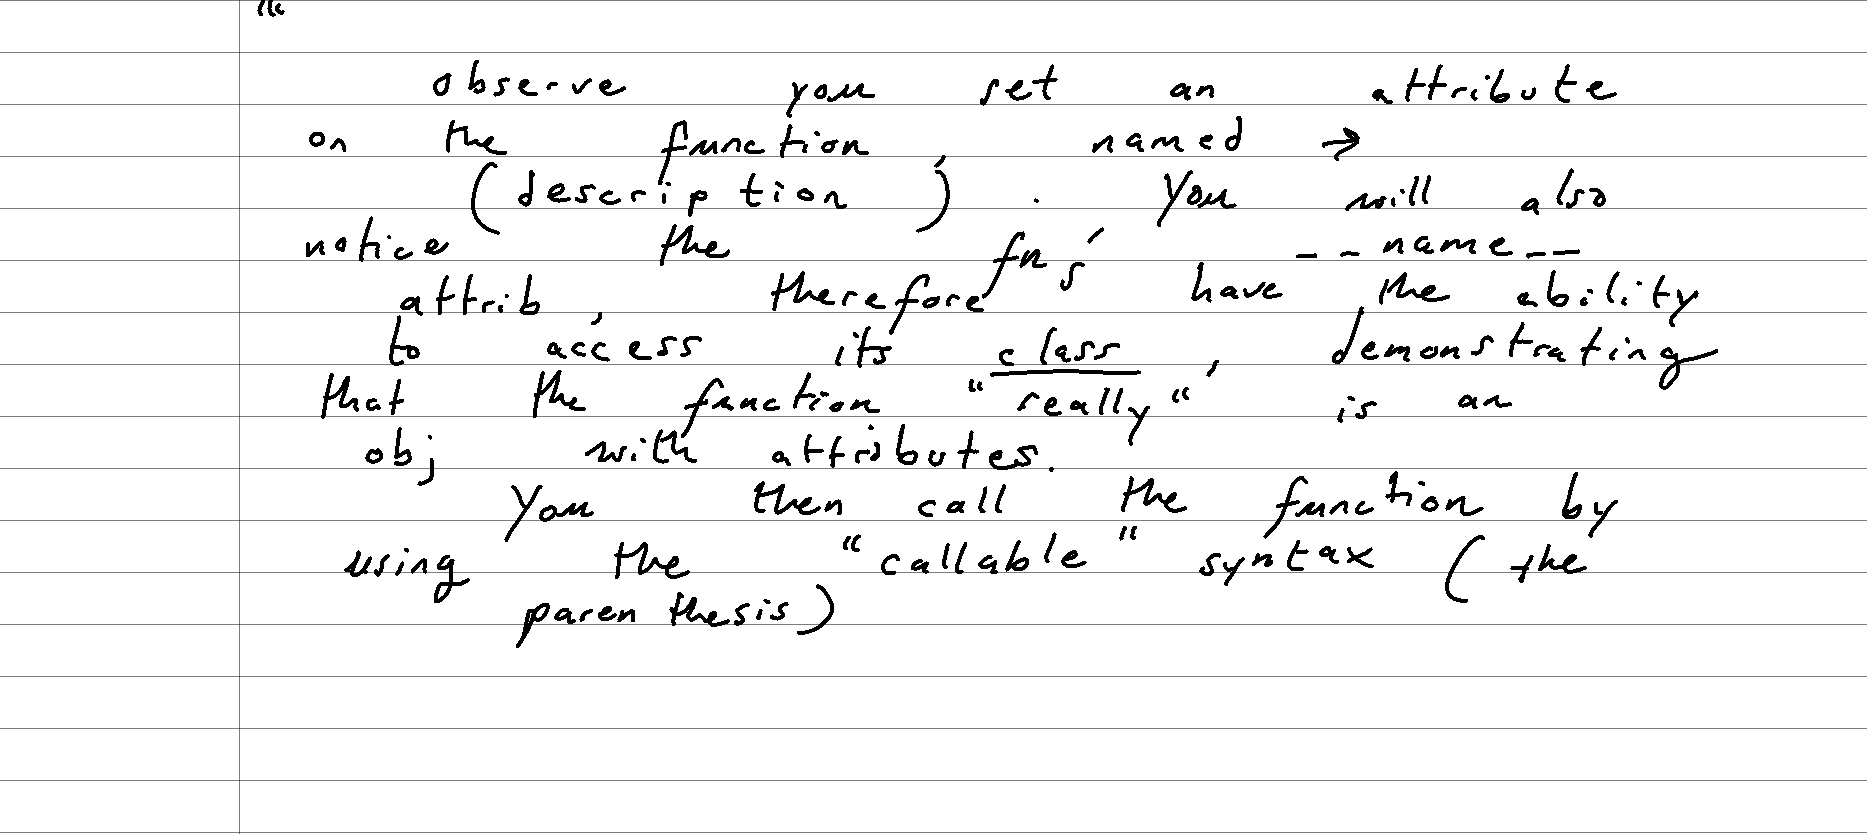 "
observe you set an attribute
on the function, named →
(description). You will also
notice the fn's __name__
attrib, therefore have the ability
to access its class, demonstrating
that the function "really" is an
obj with attributes.
You then call the function by
using the "callable" syntax (the
parenthesis)